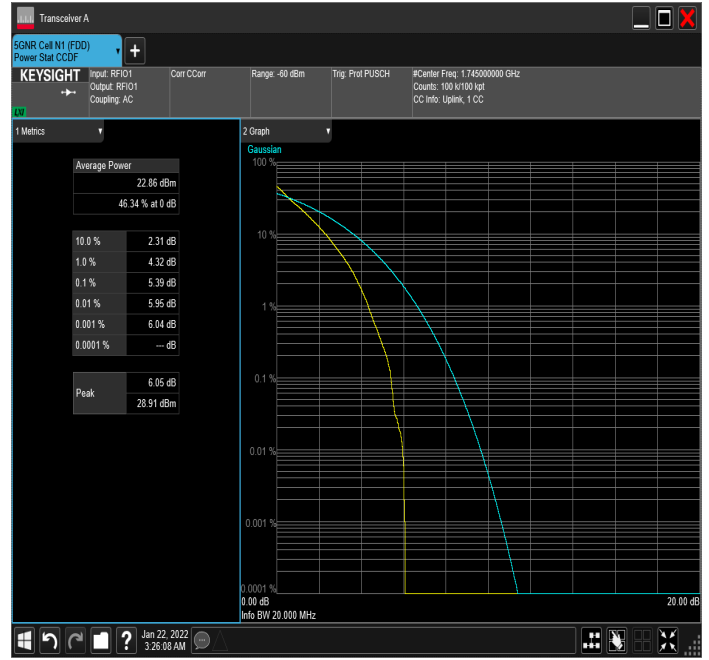 Transceiver A
5GNR Cell N1 (FDD)
Power Stat CCDF
KEYSIGHT
Input: RFIO1
Output: RFIO1
Coupling: AC
Corr CCorr
Range: -60 dBm
Trig: Prot PUSCH
#Center Freq: 1.745000000 GHz
Counts: 100 k/100 kpt
CC Info: Uplink, 1 CC
1 Metrics
Average Power
22.86 dBm
46.34 % at 0 dB
10.0 % 2.31 dB
1.0 % 4.32 dB
0.1 % 5.39 dB
0.01 % 5.95 dB
0.001 % 6.04 dB
0.0001 % --- dB
Peak
6.05 dB
28.91 dBm
2 Graph
Gaussian
100 %
10 %
1 %
0.1 %
0.01 %
0.001 %
0.0001 %
0.00 dB
20.00 dB
Info BW 20.000 MHz
?
Jan 22, 2022
3:26:08 AM